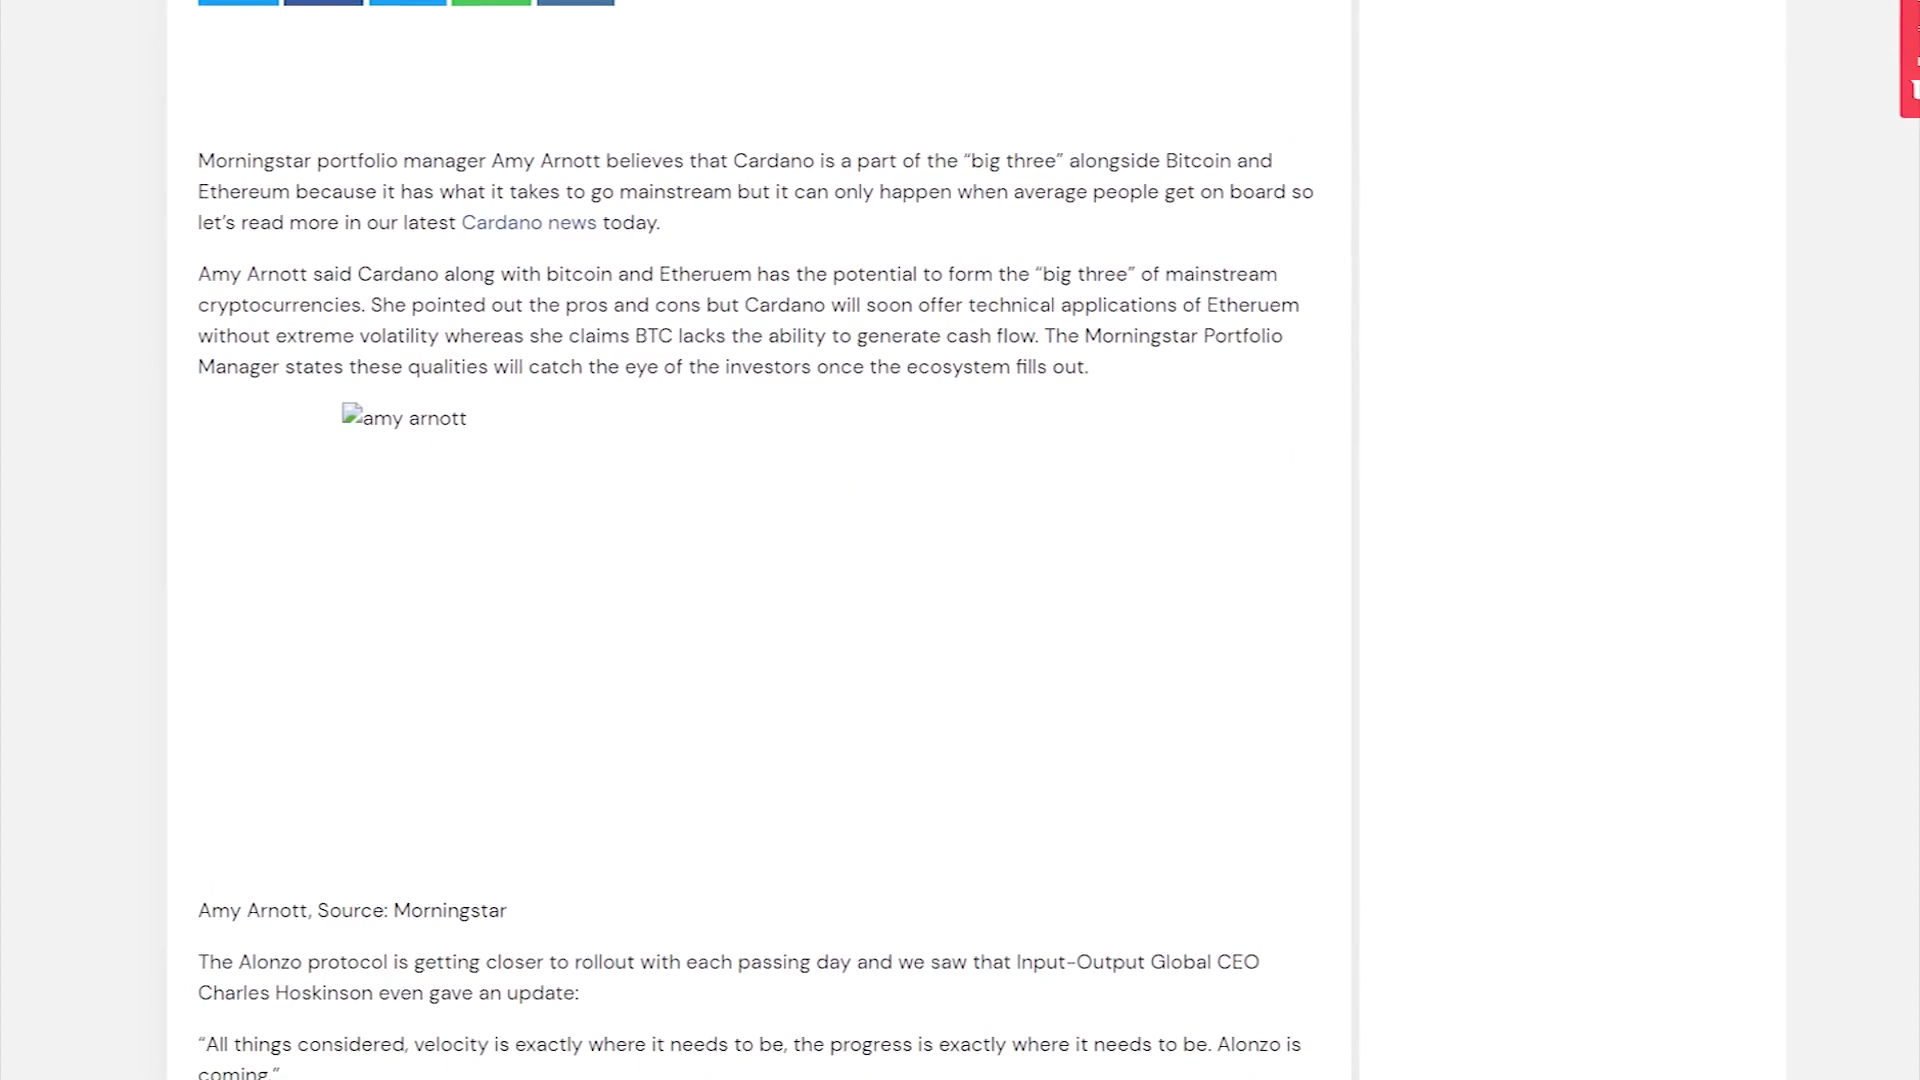 Morningstar portfolio manager Amy Arnott believes that Cardano is a part of the “big three” alongside Bitcoin and
Ethereum because it has what it takes to go mainstream but it can only happen when average people get on board so
let’s read more in our latest Cardano news today.
Amy Arnott said Cardano along with bitcoin and Etheruem has the potential to form the “big three” of mainstream
cryptocurrencies. She pointed out the pros and cons but Cardano will soon offer technical applications of Etheruem
without extreme volatility whereas she claims BTC lacks the ability to generate cash flow. The Morningstar Portfolio
Manager states these qualities will catch the eye of the investors once the ecosystem fills out.
amy arnott
Amy Arnott, Source: Morningstar
The Alonzo protocol is getting closer to rollout with each passing day and we saw that Input-Output Global CEO
Charles Hoskinson even gave an update:
“All things considered, velocity is exactly where it needs to be, the progress is exactly where it needs to be. Alonzo is
coming.”